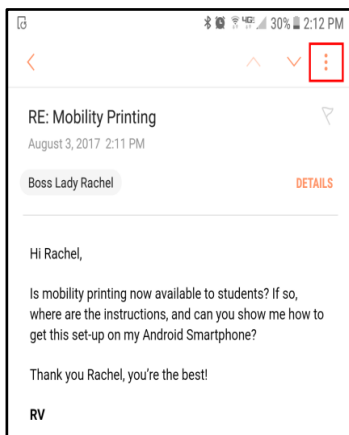 4G 30% 2:12 PM
RE: Mobility Printing
August 3, 2017 2:11 PM
Boss Lady Rachel
DETAILS
Hi Rachel,
Is mobility printing now available to students? If so,
where are the instructions, and can you show me how to
get this set-up on my Android Smartphone?
Thank you Rachel, you're the best!
RV